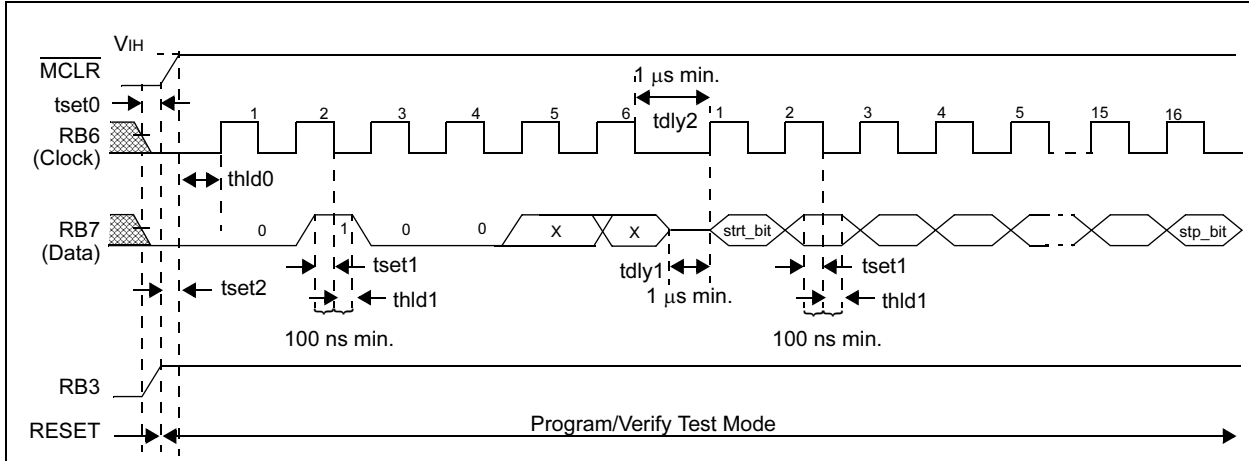 VIH
MCLR
1 µs min.
tset0
1 2 3 4 5 6 1 2 3 4 5 15 16
RB6
(Clock)
tdly2
thld0
RB7
(Data)
0 1 0 0 X X strt_bit stp_bit
tset1 tdly1 tset1
tset2
thld1 1 µs min. thld1
100 ns min. 100 ns min.
RB3
RESET Program/Verify Test Mode